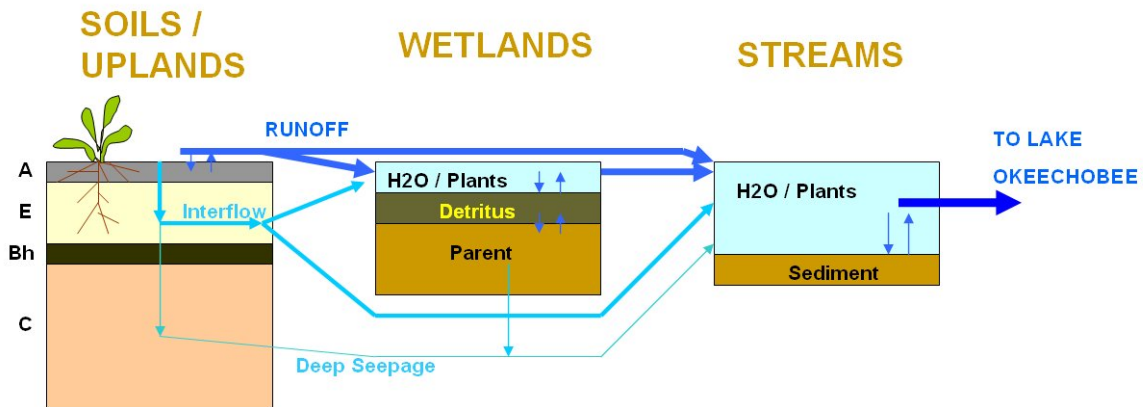 SOILS /
UPLANDS
WETLANDS
STREAMS
RUNOFF
TO LAKE
OKEECHOBEE
A
E
Bh
C
Interflow
Deep Seepage
H2O / Plants
Detritus
Parent
H2O / Plants
Sediment